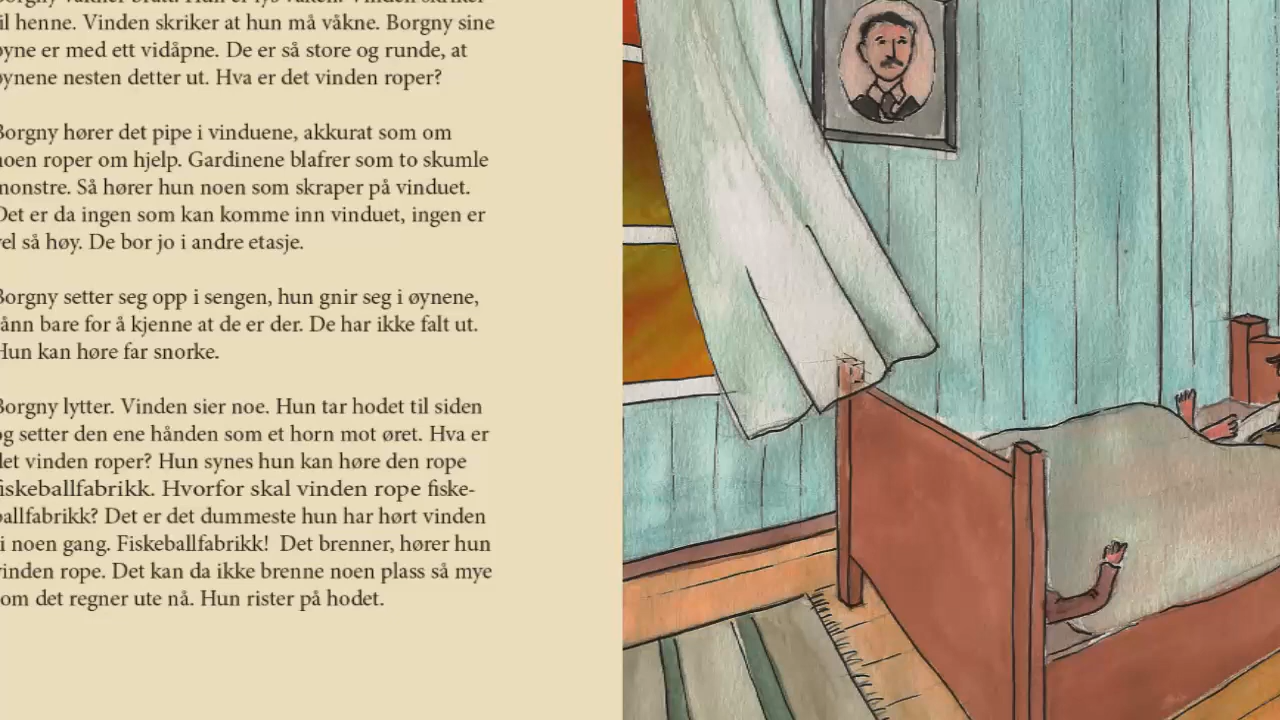 til henne. Vinden skriker at hun må våkne. Borgny sine
øyne er med ett vidåpne. De er så store og runde, at
øynene nesten detter ut. Hva er det vinden roper?
Borgny hører det pipe i vinduene, akkurat som om
noen roper om hjelp. Gardinene blafrer som to skumle
monstre. Så hører hun noen som skraper på vinduet.
Det er da ingen som kan komme inn vinduet, ingen er
vel så høy. De bor jo i andre etasje.
Borgny setter seg opp i sengen, hun gnir seg i øynene,
sånn bare for å kjenne at de er der. De har ikke falt ut.
Hun kan høre far snorke.
Borgny lytter. Vinden sier noe. Hun tar hodet til siden
og setter den ene hånden som et horn mot øret. Hva er
det vinden roper? Hun synes hun kan høre den rope
fiskeballfabrikk. Hvorfor skal vinden rope fiske-
ballfabrikk? Det er det dummeste hun har hørt vinden
si noen gang. Fiskeballfabrikk!  Det brenner, hører hun
vinden rope. Det kan da ikke brenne noen plass så mye
som det regner ute nå. Hun rister på hodet.